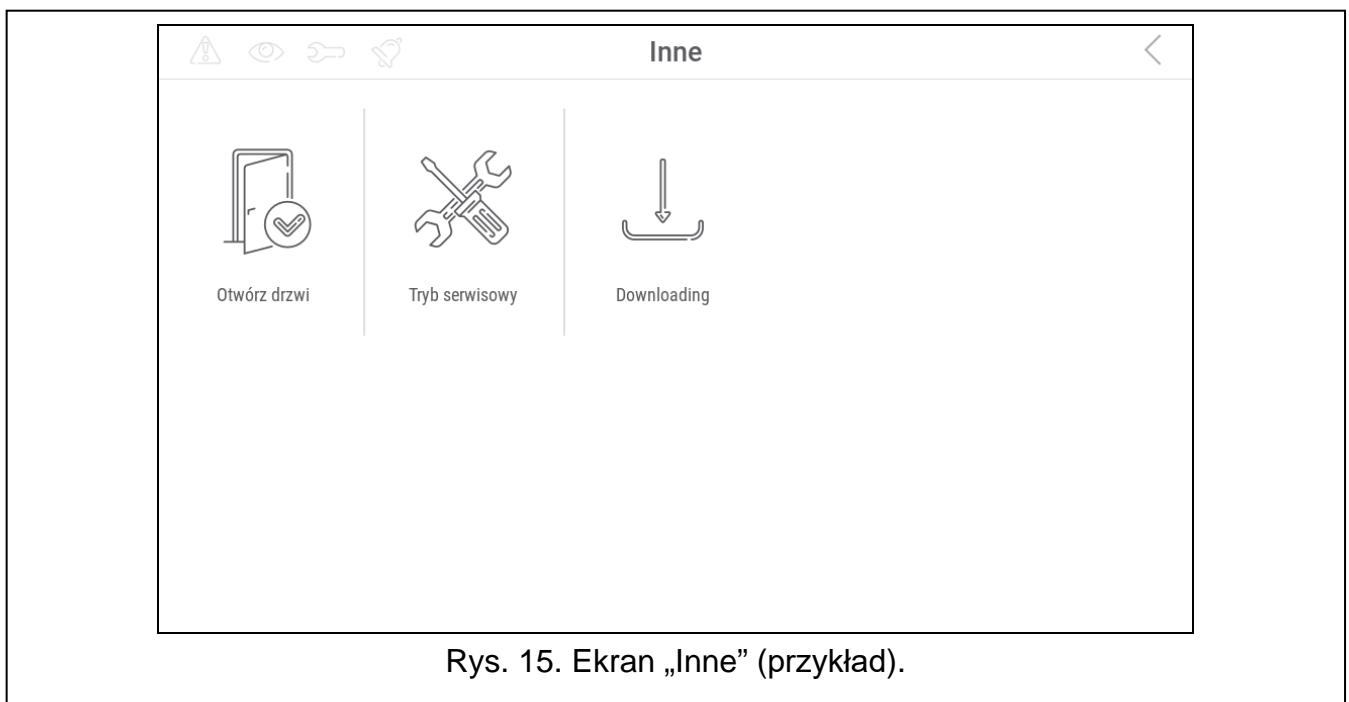 Inne
Otwórz drzwi
Tryb serwisowy
Downloading
Rys. 15. Ekran „Inne” (przykład).